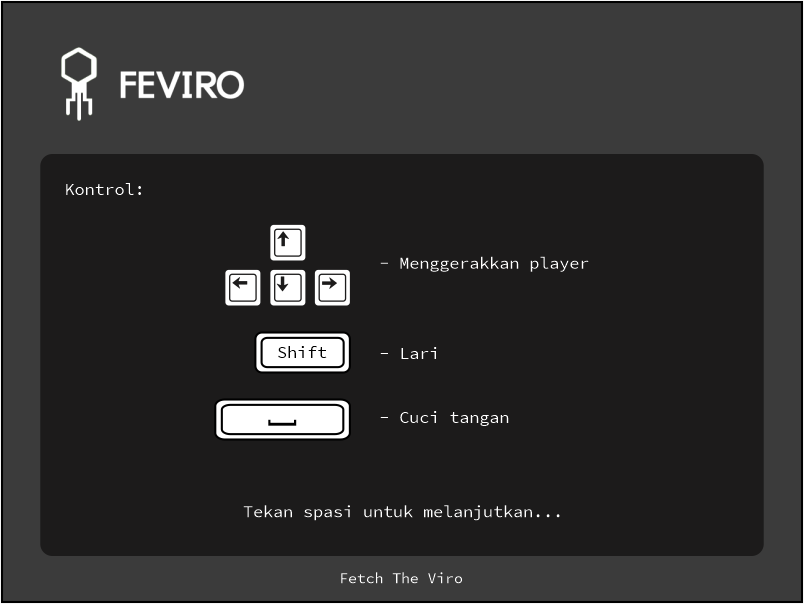 FEVIRO
Kontrol:
- Menggerakkan player
Shift - Lari
- Cuci tangan
Tekan spasi untuk melanjutkan...
Fetch The Viro